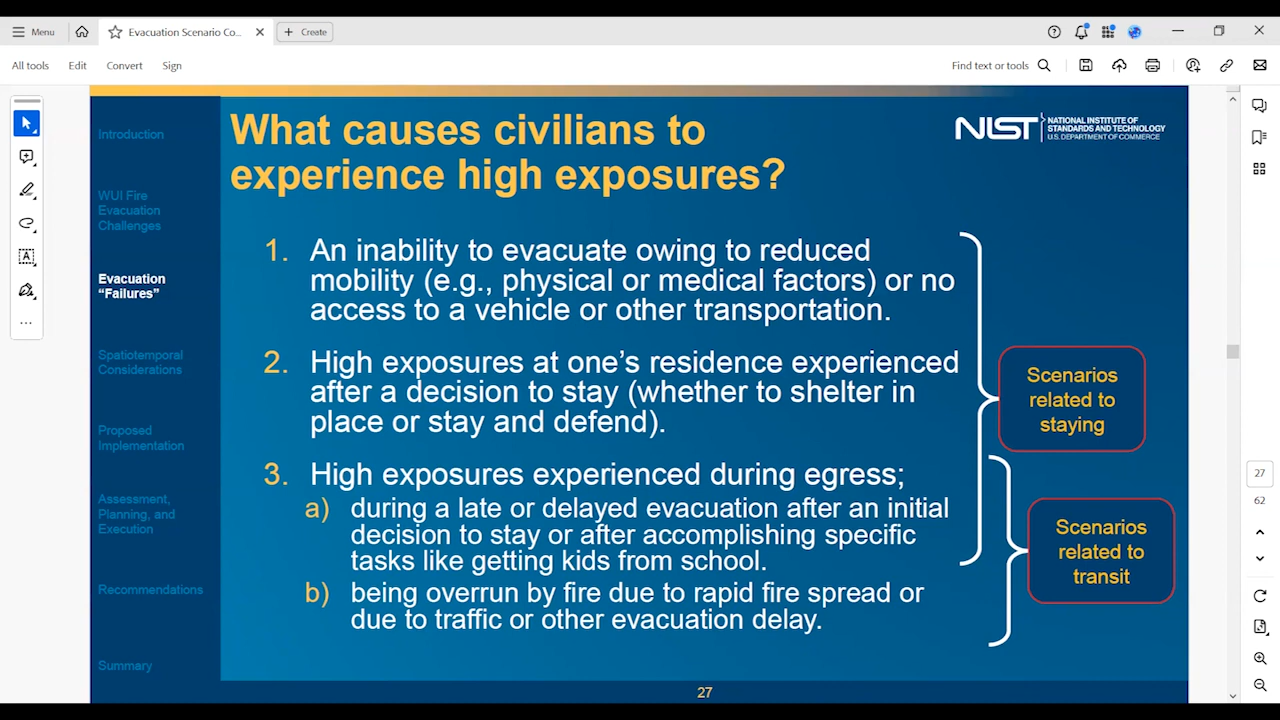 Menu
Evacuation Scenario Co...
Create
All tools
Edit
Convert
Sign
Find text or tools
Introduction
WUI Fire
Evacuation
Challenges
Evacuation
“Failures”
Spatiotemporal
Considerations
Proposed
Implementation
Assessment,
Planning, and
Execution
Recommendations
Summary
What causes civilians to
experience high exposures?
NIST
NATIONAL INSTITUTE OF
STANDARDS AND TECHNOLOGY
U.S. DEPARTMENT OF COMMERCE
1. An inability to evacuate owing to reduced
mobility (e.g., physical or medical factors) or no
access to a vehicle or other transportation.
2. High exposures at one’s residence experienced
after a decision to stay (whether to shelter in
place or stay and defend).
3. High exposures experienced during egress;
a) during a late or delayed evacuation after an initial
decision to stay or after accomplishing specific
tasks like getting kids from school.
b) being overrun by fire due to rapid fire spread or
due to traffic or other evacuation delay.
Scenarios
related to
staying
Scenarios
related to
transit
27
27
62